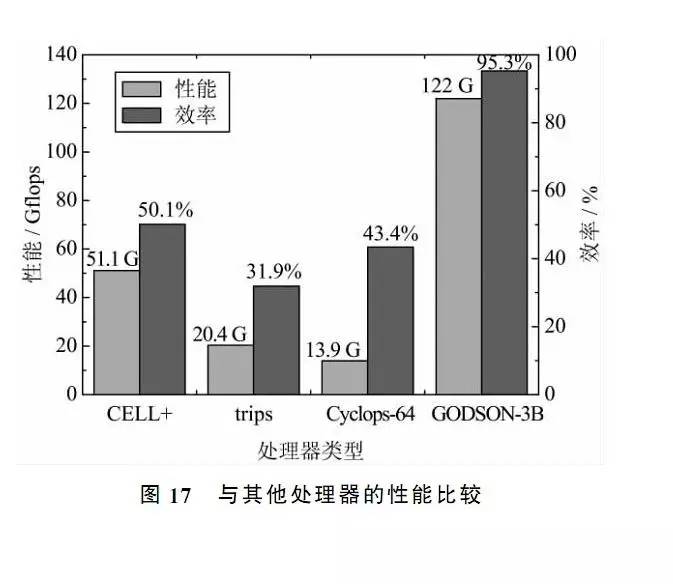 140
120
100
80
60
40
20
0
性能 / Gflops
性能
效率
51.1 G
50.1%
20.4 G
31.9%
13.9 G
43.4%
122 G
95.3%
100
80
60
40
20
0
效率 / %
CELL+ trips Cyclops-64 GODSON-3B
处理器类型
图 17 与其他处理器的性能比较